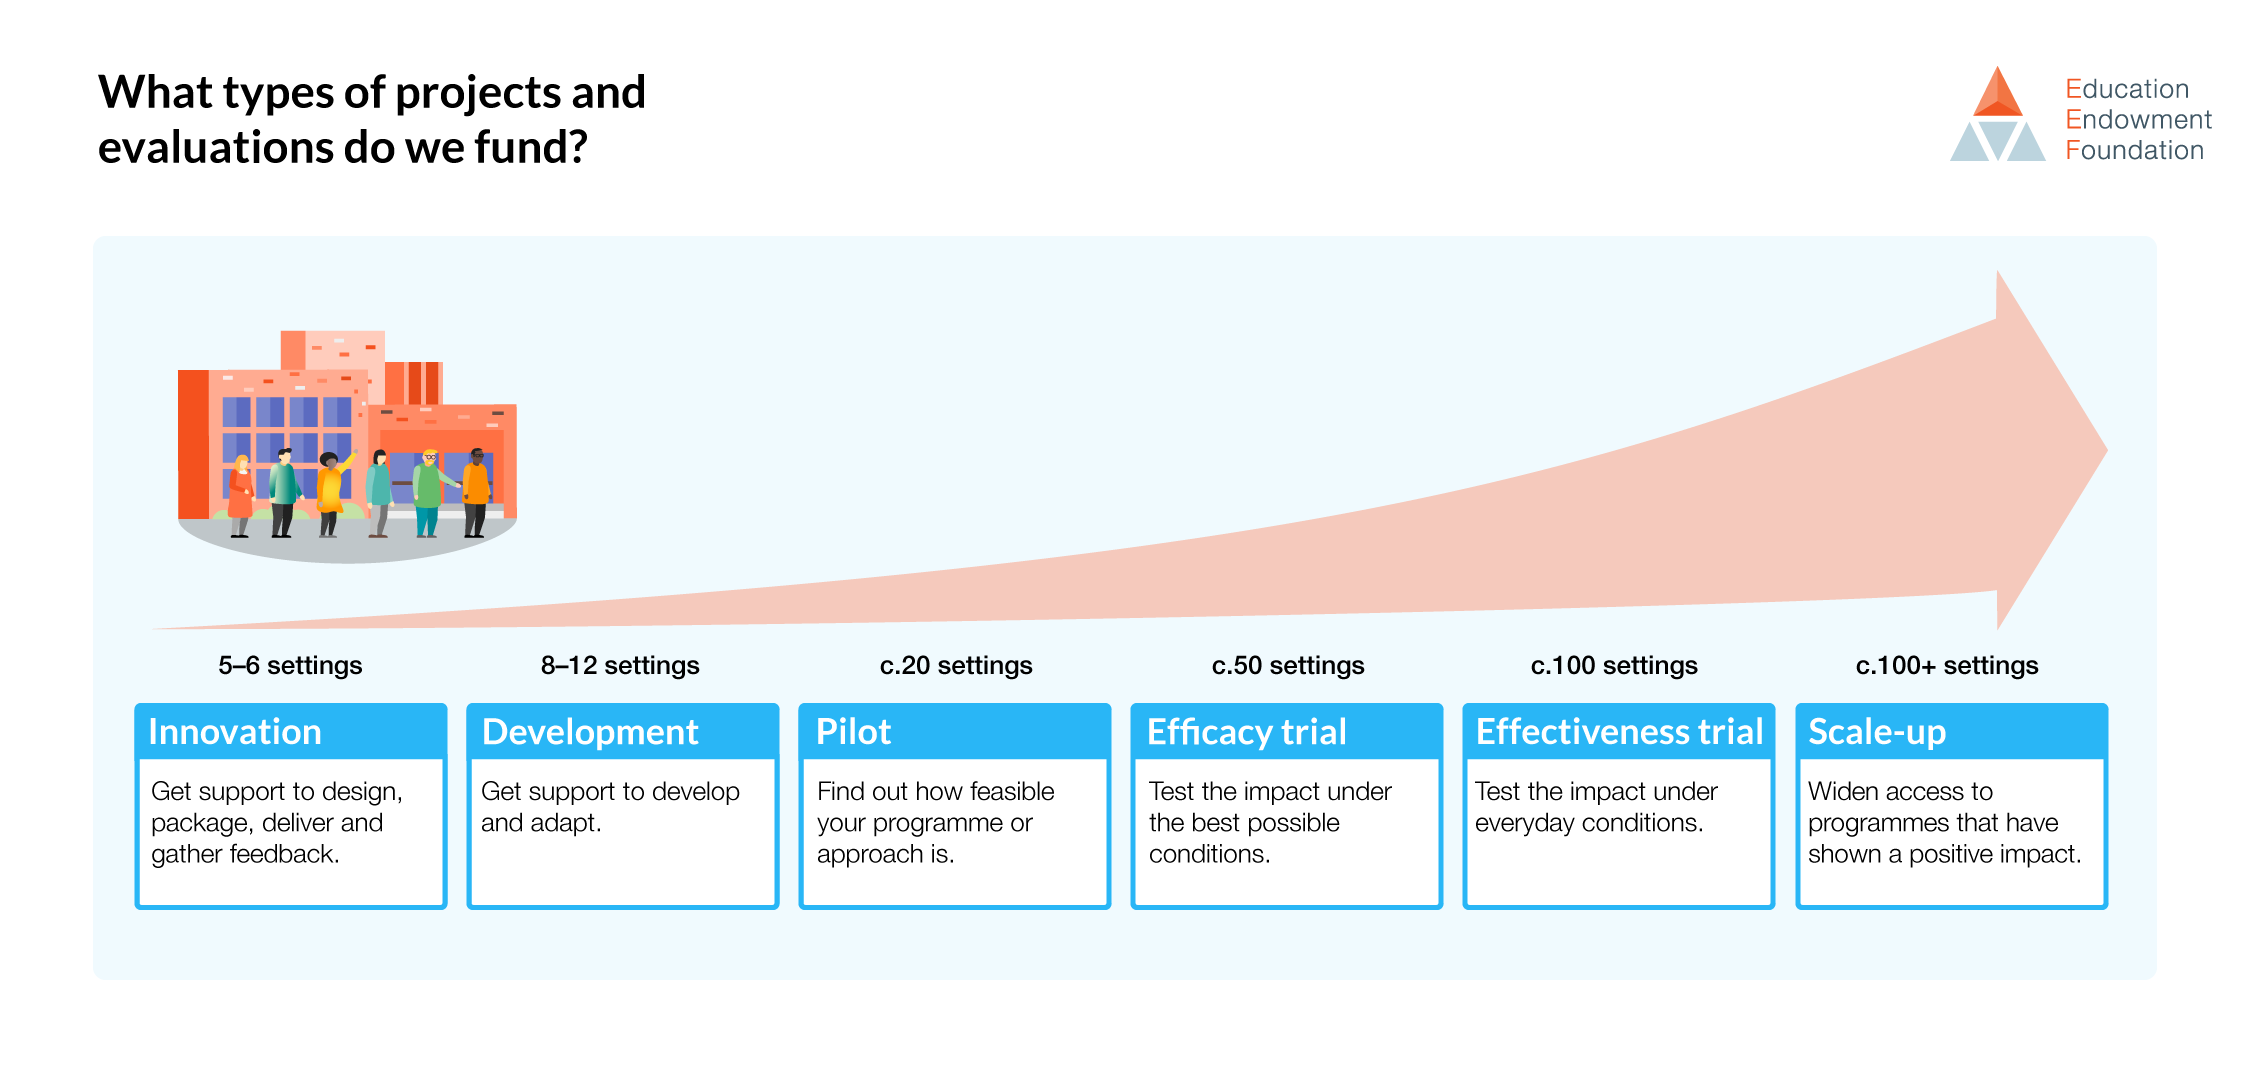 What types of projects and
evaluations do we fund?
Education
Endowment
Foundation
5–6 settings
8–12 settings
c.20 settings
c.50 settings
c.100 settings
c.100+ settings
Innovation
Get support to design,
package, deliver and
gather feedback.
Development
Get support to develop
and adapt.
Pilot
Find out how feasible
your programme or
approach is.
Efficacy trial
Test the impact under
the best possible
conditions.
Effectiveness trial
Test the impact under
everyday conditions.
Scale-up
Widen access to
programmes that have
shown a positive impact.